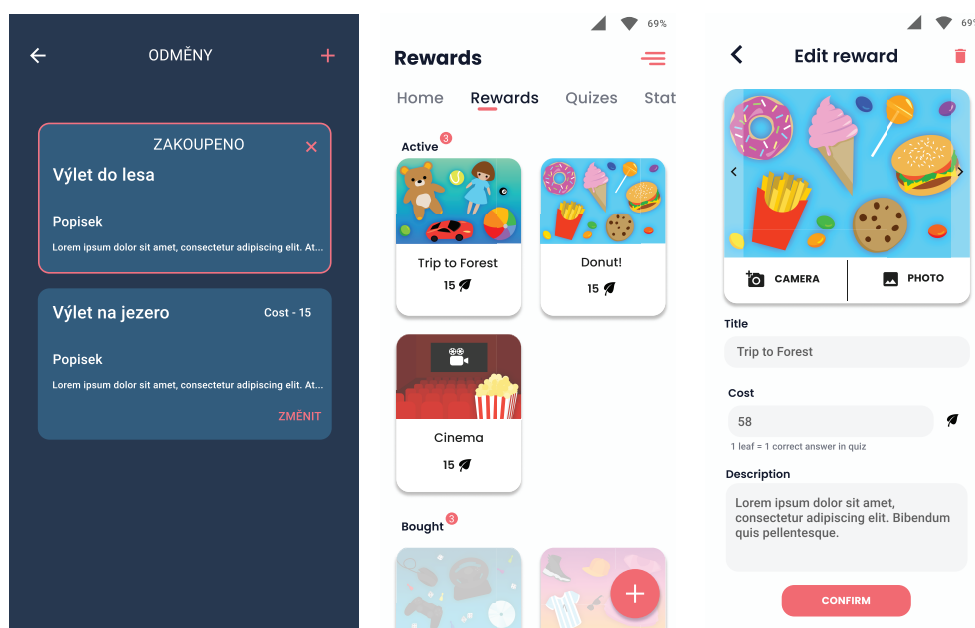 ODMĚNY
ZAKOUPENO
Výlet do lesa
Popisek
Lorem ipsum dolor sit amet, consectetur adipiscing elit. At...
Výlet na jezero
Cost - 15
Popisek
Lorem ipsum dolor sit amet, consectetur adipiscing elit. At...
ZMĚNIT
69%
Rewards
Home Rewards Quizes Stat
Active 3
Trip to Forest
15
Donut!
15
Cinema
15
Bought 3
69%
Edit reward
CAMERA
PHOTO
Title
Trip to Forest
Cost
58
1 leaf = 1 correct answer in quiz
Description
Lorem ipsum dolor sit amet,
consectetur adipiscing elit. Bibendum
quis pellentesque.
CONFIRM